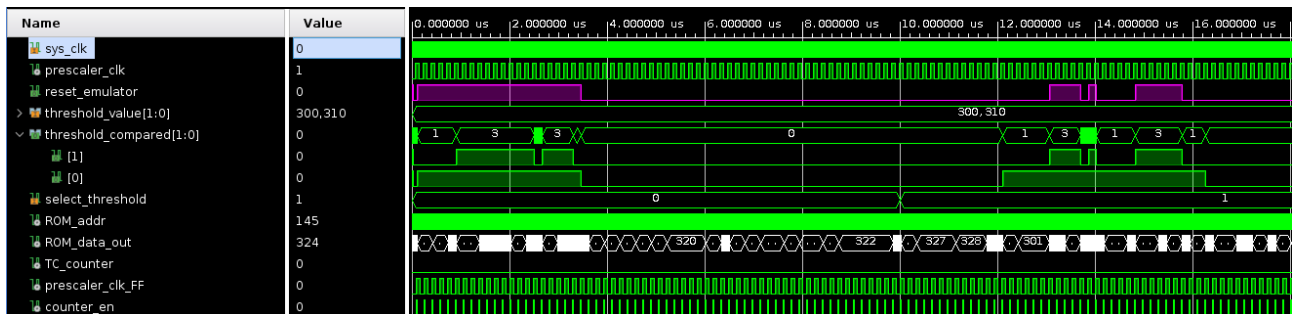 Name Value 0.000000 us 2.000000 us 4.000000 us 6.000000 us 8.000000 us 10.000000 us 12.000000 us 14.000000 us 16.000000 us
sys_clk 0
prescaler_clk 1
reset_emulator 0
threshold_value[1:0] 300,310 300,310
threshold_compared[1:0] 0 1 3 3 0 1 3 1 3 1
[1] 0
[0] 0
select_threshold 1 0 1
ROM_addr 145
ROM_data_out 324 320 322 327 328 301
TC_counter 0
prescaler_clk_FF 0
counter_en 0